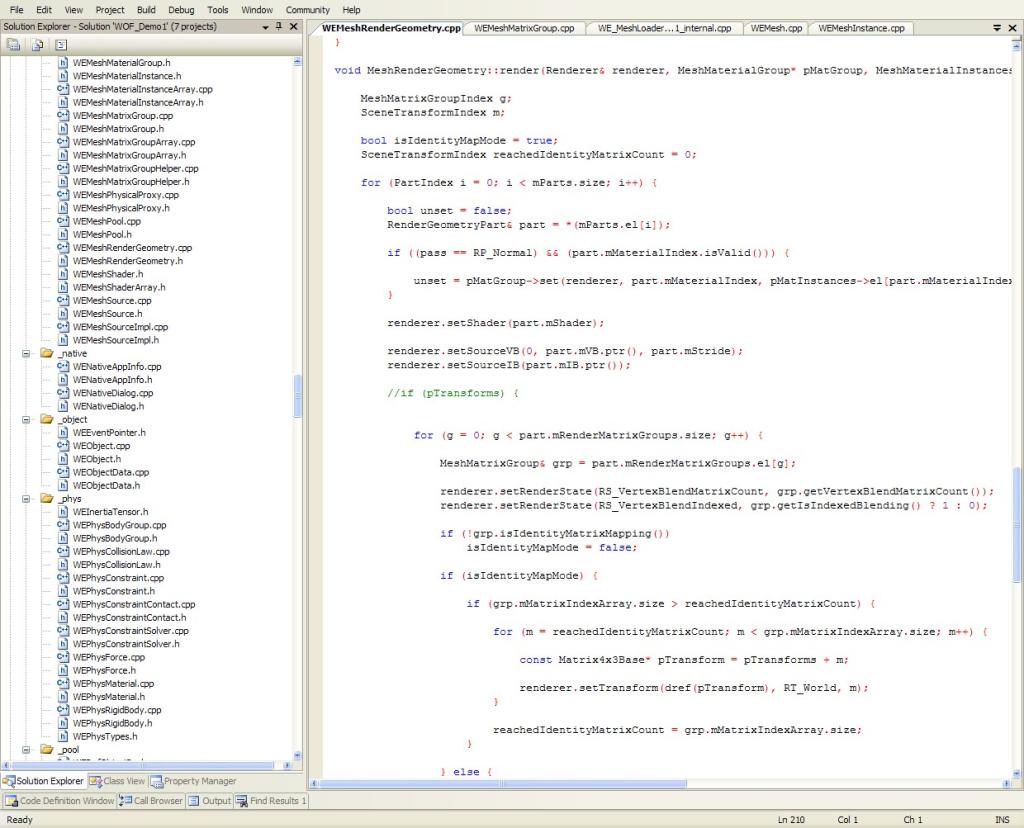 File Edit View Project Build Debug Tools Window Community Help
Solution Explorer - Solution 'WOF_Demo1' (7 projects)
WEMeshMaterialGroup.h
WEMeshMaterialInstance.h
WEMeshMaterialInstanceArray.cpp
WEMeshMaterialInstanceArray.h
WEMeshMatrixGroup.cpp
WEMeshMatrixGroup.h
WEMeshMatrixGroupArray.cpp
WEMeshMatrixGroupArray.h
WEMeshMatrixGroupHelper.cpp
WEMeshMatrixGroupHelper.h
WEMeshPhysicalProxy.cpp
WEMeshPhysicalProxy.h
WEMeshPool.cpp
WEMeshPool.h
WEMeshRenderGeometry.cpp
WEMeshRenderGeometry.h
WEMeshShader.h
WEMeshShaderArray.h
WEMeshSource.cpp
WEMeshSource.h
WEMeshSourceImpl.cpp
WEMeshSourceImpl.h
_native
WENativeAppInfo.cpp
WENativeAppInfo.h
WENativeDialog.cpp
WENativeDialog.h
_object
WEEventPointer.h
WEObject.cpp
WEObject.h
WEObjectData.cpp
WEObjectData.h
_phys
WEInertiaTensor.h
WEPhysBodyGroup.cpp
WEPhysBodyGroup.h
WEPhysCollisionLaw.cpp
WEPhysCollisionLaw.h
WEPhysConstraint.cpp
WEPhysConstraint.h
WEPhysConstraintContact.cpp
WEPhysConstraintContact.h
WEPhysConstraintSolver.cpp
WEPhysConstraintSolver.h
WEPhysForce.cpp
WEPhysForce.h
WEPhysMaterial.cpp
WEPhysMaterial.h
WEPhysRigidBody.cpp
WEPhysRigidBody.h
WEPhysTypes.h
_pool
Solution Explorer Class View Property Manager
WEMeshRenderGeometry.cpp WEMeshMatrixGroup.cpp WE_MeshLoader...1_internal.cpp WEMesh.cpp WEMeshInstance.cpp
}
void MeshRenderGeometry::render(Renderer& renderer, MeshMaterialGroup* pMatGroup, MeshMaterialInstances
MeshMatrixGroupIndex g;
SceneTransformIndex m;
bool isIdentityMapMode = true;
SceneTransformIndex reachedIdentityMatrixCount = 0;
for (PartIndex i = 0; i < mParts.size; i++) {
bool unset = false;
RenderGeometryPart& part = *(mParts.el[i]);
if ((pass == RP_Normal) && (part.mMaterialIndex.isValid())) {
unset = pMatGroup->set(renderer, part.mMaterialIndex, pMatInstances->el[part.mMaterialIndex
}
renderer.setShader(part.mShader);
renderer.setSourceVB(0, part.mVB.ptr(), part.mStride);
renderer.setSourceIB(part.mIB.ptr());
//if (pTransforms) {
for (g = 0; g < part.mRenderMatrixGroups.size; g++) {
MeshMatrixGroup& grp = part.mRenderMatrixGroups.el[g];
renderer.setRenderState(RS_VertexBlendMatrixCount, grp.getVertexBlendMatrixCount());
renderer.setRenderState(RS_VertexBlendIndexed, grp.getIsIndexedBlending() ? 1 : 0);
if (!grp.isIdentityMatrixMapping())
isIdentityMapMode = false;
if (isIdentityMapMode) {
if (grp.mMatrixIndexArray.size > reachedIdentityMatrixCount) {
for (m = reachedIdentityMatrixCount; m < grp.mMatrixIndexArray.size; m++) {
const Matrix4x3Base* pTransform = pTransforms + m;
renderer.setTransform(dref(pTransform), RT_World, m);
}
reachedIdentityMatrixCount = grp.mMatrixIndexArray.size;
}
} else {
Code Definition Window Call Browser Output Find Results 1
Ready Ln 210 Col 1 Ch 1 INS